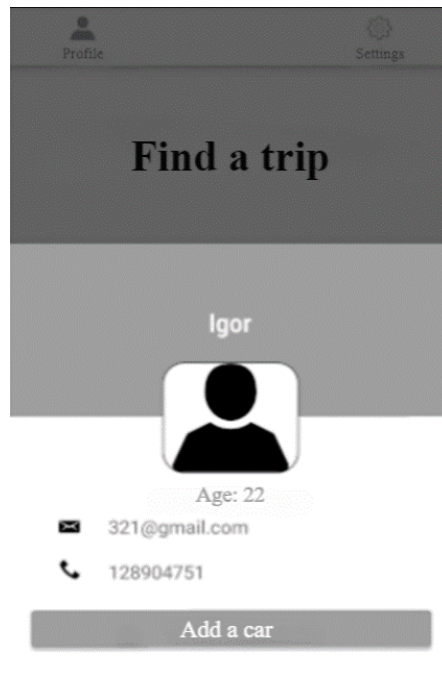 Profile
Settings
Find a trip
Igor
Age: 22
321@gmail.com
128904751
Add a car